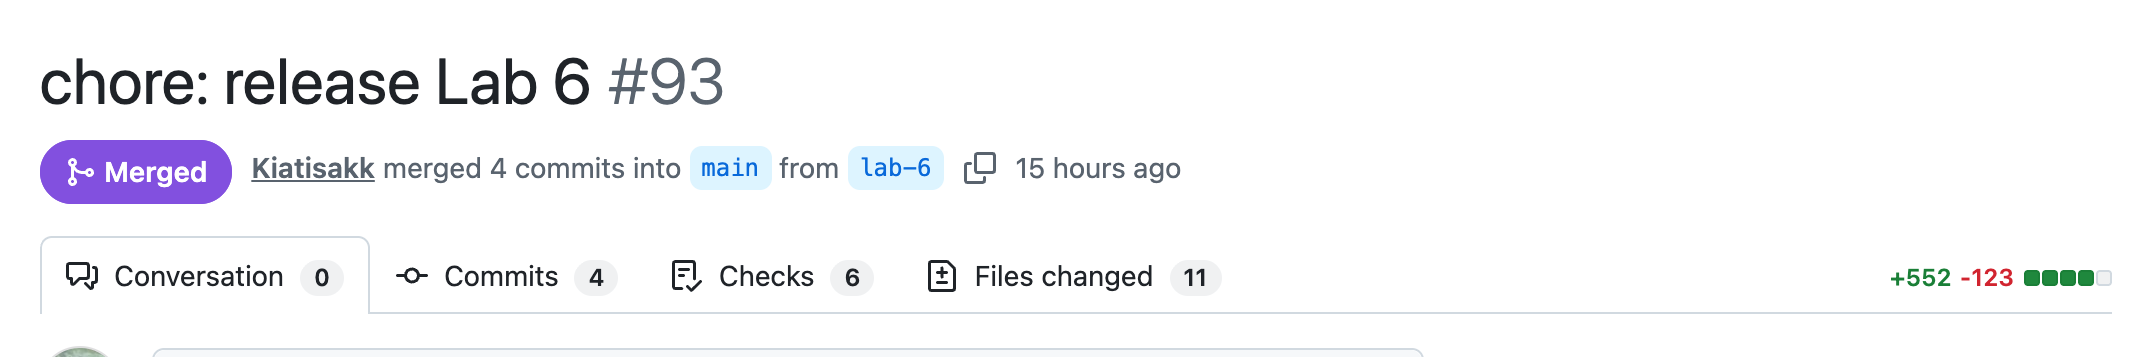 chore: release Lab 6 #93
Merged Kiatisakk merged 4 commits into main from lab-6 15 hours ago
Conversation 0 Commits 4 Checks 6 Files changed 11 +552 -123